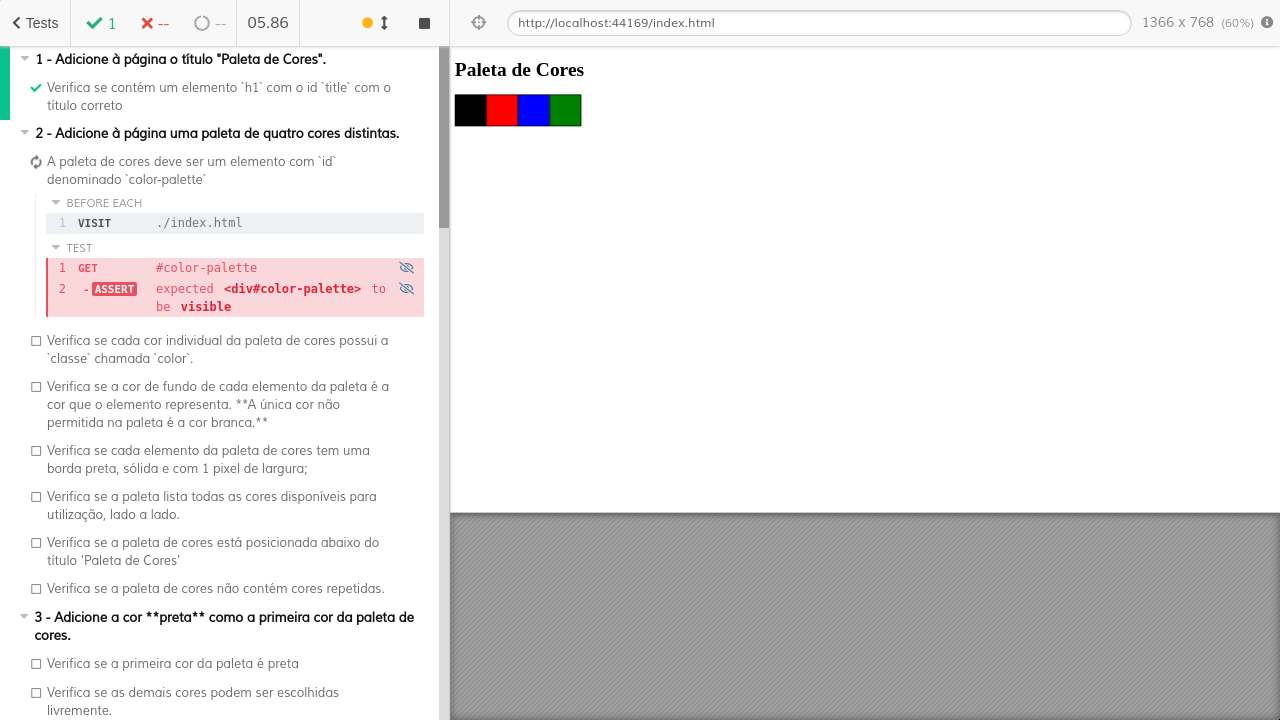 Tests
1
--
--
05.86
http://localhost:44169/index.html
1366 x 768 (60%)
1 - Adicione à página o título "Paleta de Cores".
Verifica se contém um elemento `h1` com o id `title` com o
título correto
2 - Adicione à página uma paleta de quatro cores distintas.
A paleta de cores deve ser um elemento com `id`
denominado `color-palette`
BEFORE EACH
1 VISIT ./index.html
TEST
1 GET #color-palette
2 -ASSERT expected <div#color-palette> to
be visible
Verifica se cada cor individual da paleta de cores possui a
`classe` chamada `color`.
Verifica se a cor de fundo de cada elemento da paleta é a
cor que o elemento representa. **A única cor não
permitida na paleta é a cor branca.**
Verifica se cada elemento da paleta de cores tem uma
borda preta, sólida e com 1 pixel de largura;
Verifica se a paleta lista todas as cores disponíveis para
utilização, lado a lado.
Verifica se a paleta de cores está posicionada abaixo do
título 'Paleta de Cores'
Verifica se a paleta de cores não contém cores repetidas.
3 - Adicione a cor **preta** como a primeira cor da paleta de
cores.
Verifica se a primeira cor da paleta é preta
Verifica se as demais cores podem ser escolhidas
livremente.
Paleta de Cores